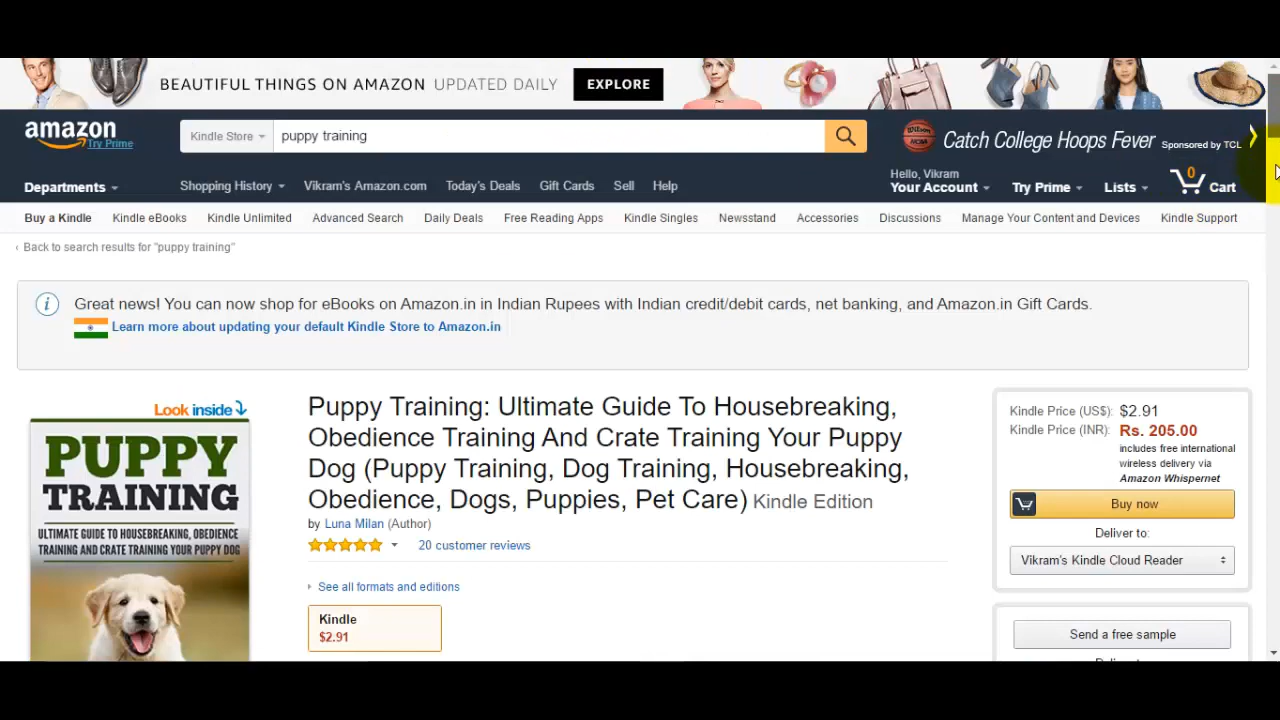 BEAUTIFUL THINGS ON AMAZON UPDATED DAILY EXPLORE
amazon
Try Prime
Kindle Store
puppy training
Wilson
NCAA
Catch College Hoops Fever Sponsored by TCL
Departments
Shopping History
Vikram's Amazon.com
Today's Deals
Gift Cards
Sell
Help
Hello, Vikram
Your Account
Try Prime
Lists
0
Cart
Buy a Kindle
Kindle eBooks
Kindle Unlimited
Advanced Search
Daily Deals
Free Reading Apps
Kindle Singles
Newsstand
Accessories
Discussions
Manage Your Content and Devices
Kindle Support
‹ Back to search results for "puppy training"
i
Great news! You can now shop for eBooks on Amazon.in in Indian Rupees with Indian credit/debit cards, net banking, and Amazon.in Gift Cards.
Learn more about updating your default Kindle Store to Amazon.in
Look inside
PUPPY
TRAINING
ULTIMATE GUIDE TO HOUSEBREAKING, OBEDIENCE
TRAINING AND CRATE TRAINING YOUR PUPPY DOG
Puppy Training: Ultimate Guide To Housebreaking,
Obedience Training And Crate Training Your Puppy
Dog (Puppy Training, Dog Training, Housebreaking,
Obedience, Dogs, Puppies, Pet Care) Kindle Edition
by Luna Milan (Author)
20 customer reviews
See all formats and editions
Kindle
$2.91
Kindle Price (US$): $2.91
Kindle Price (INR): Rs. 205.00
includes free international
wireless delivery via
Amazon Whispernet
Buy now
Deliver to:
Vikram's Kindle Cloud Reader
Send a free sample